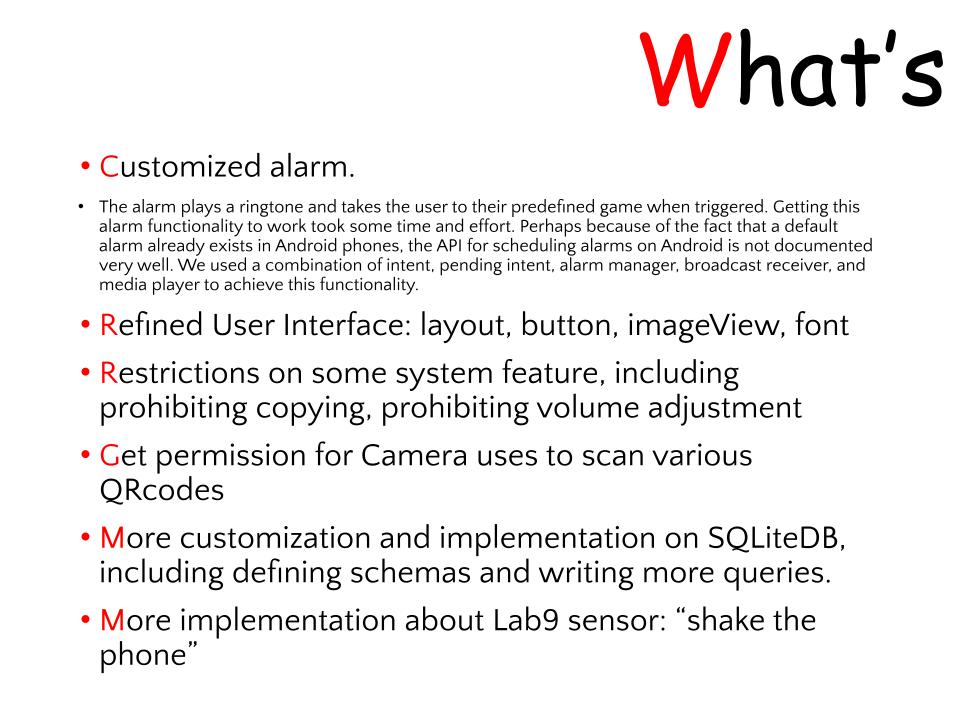 What's
• Customized alarm.
• The alarm plays a ringtone and takes the user to their predefined game when triggered. Getting this
alarm functionality to work took some time and effort. Perhaps because of the fact that a default
alarm already exists in Android phones, the API for scheduling alarms on Android is not documented
very well. We used a combination of intent, pending intent, alarm manager, broadcast receiver, and
media player to achieve this functionality.
• Refined User Interface: layout, button, imageView, font
• Restrictions on some system feature, including
prohibiting copying, prohibiting volume adjustment
• Get permission for Camera uses to scan various
QRcodes
• More customization and implementation on SQLiteDB,
including defining schemas and writing more queries.
• More implementation about Lab9 sensor: “shake the
phone”